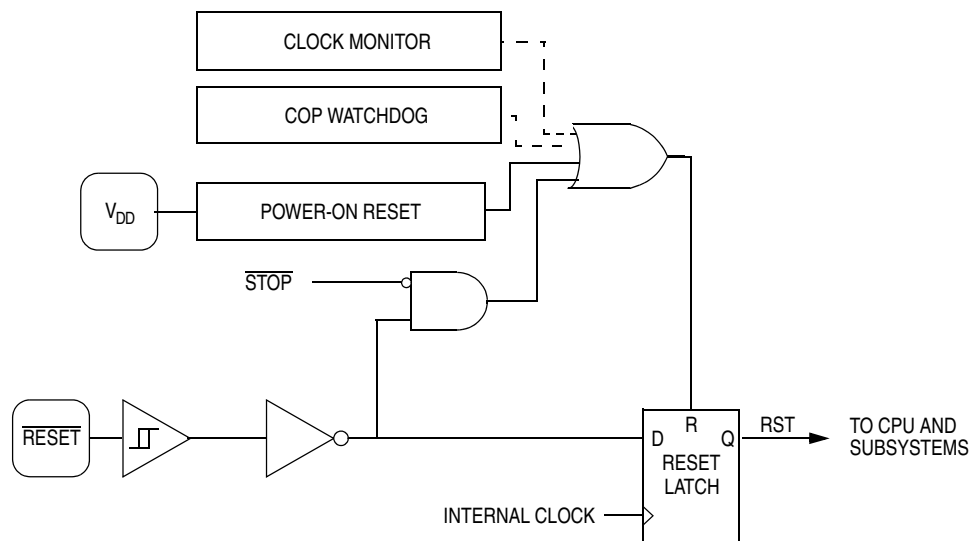 CLOCK MONITOR
COP WATCHDOG
VDD
POWER-ON RESET
STOP
RESET
D
R
Q
RESET
LATCH
RST
TO CPU AND
SUBSYSTEMS
INTERNAL CLOCK